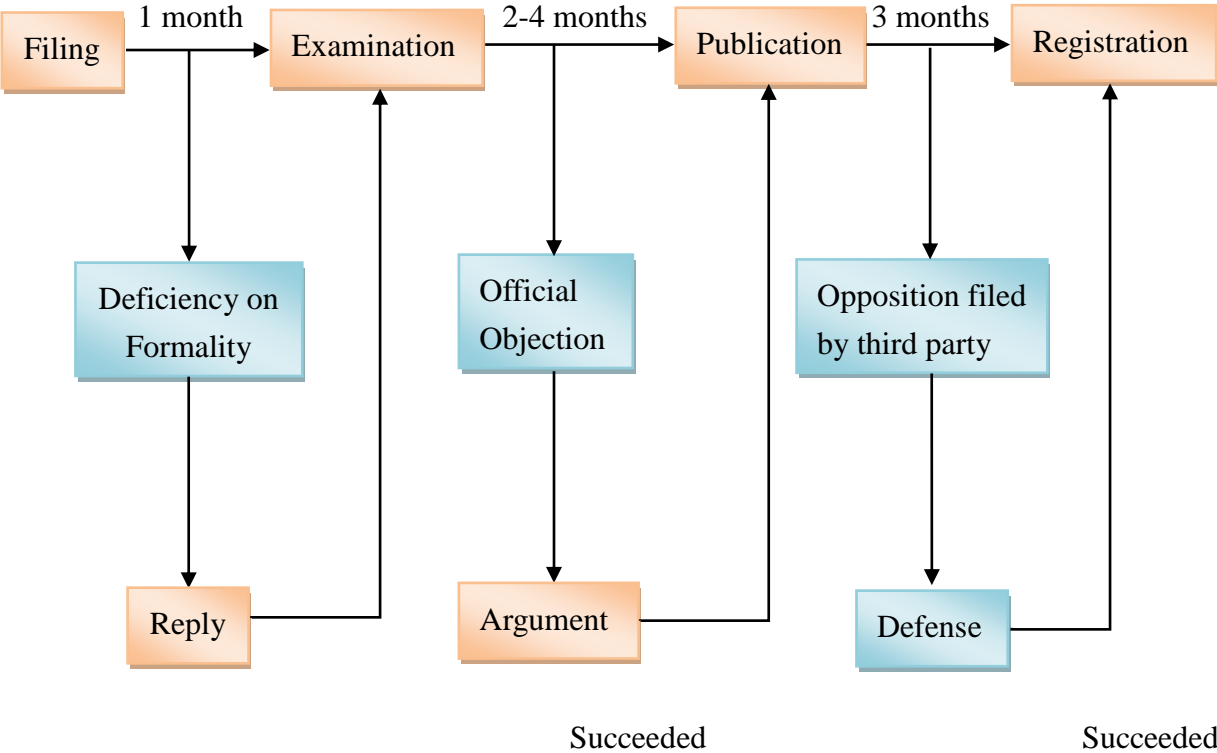 1 month
2-4 months
3 months
Filing
Examination
Publication
Registration
Deficiency on
Formality
Official
Objection
Opposition filed
by third party
Reply
Argument
Defense
Succeeded
Succeeded